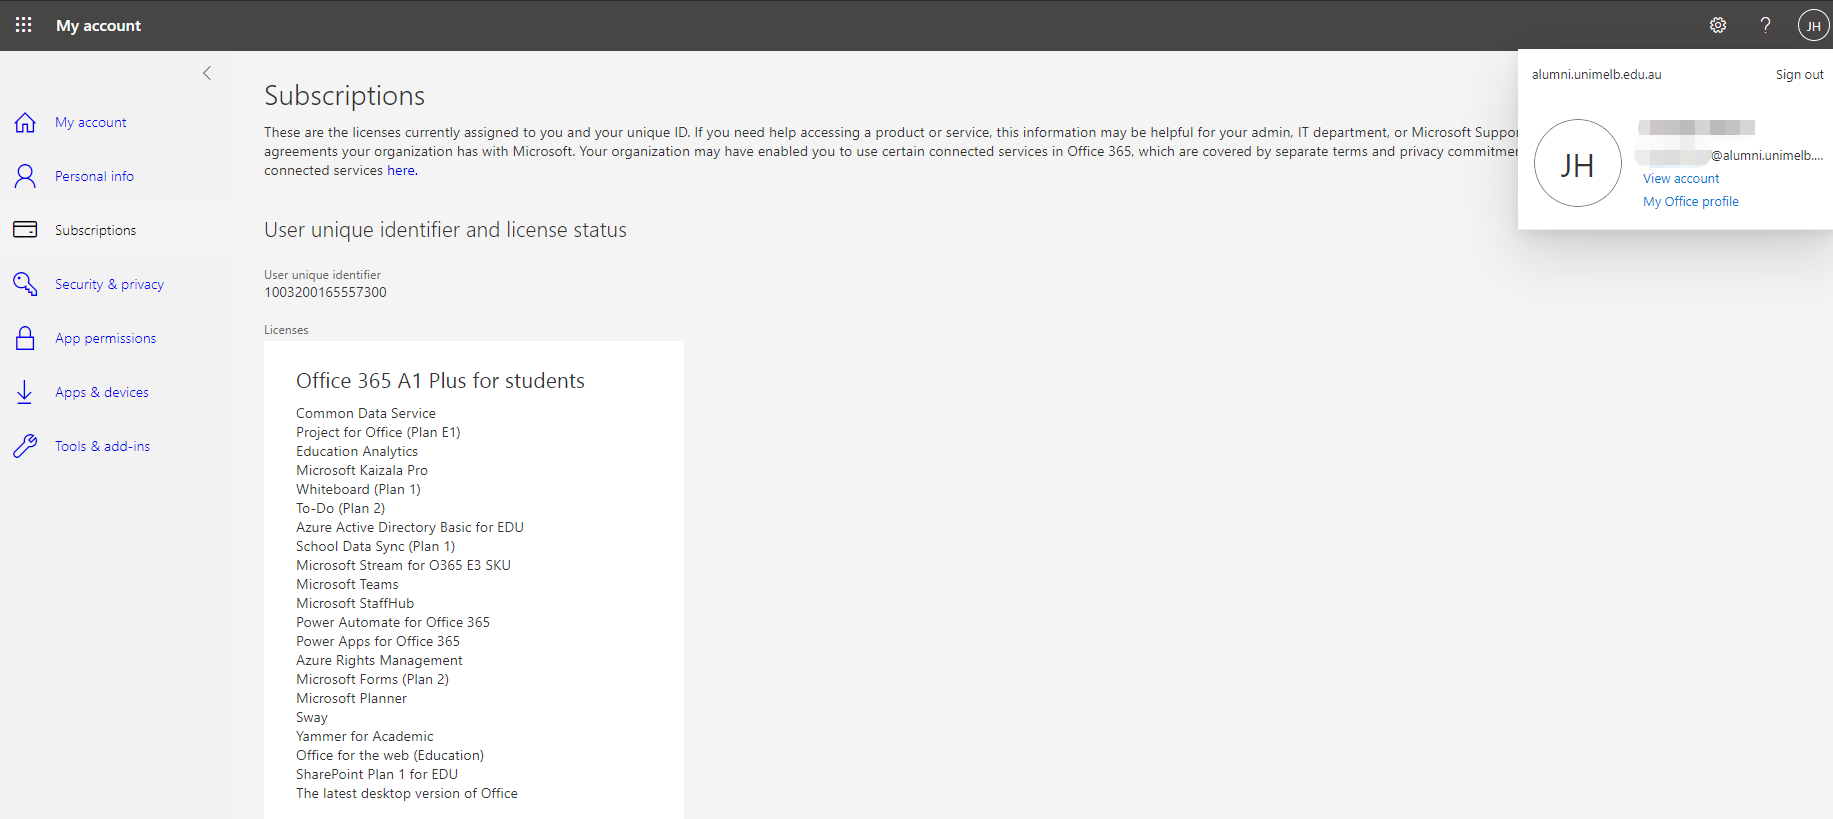 My account
JH
alumni.unimelb.edu.au
Sign out
JH
@alumni.unimelb....
View account
My Office profile
My account
Personal info
Subscriptions
Security & privacy
App permissions
Apps & devices
Tools & add-ins
Subscriptions
These are the licenses currently assigned to you and your unique ID. If you need help accessing a product or service, this information may be helpful for your admin, IT department, or Microsoft Suppo
agreements your organization has with Microsoft. Your organization may have enabled you to use certain connected services in Office 365, which are covered by separate terms and privacy commitmer
connected services here.
User unique identifier and license status
User unique identifier
1003200165557300
Licenses
Office 365 A1 Plus for students
Common Data Service
Project for Office (Plan E1)
Education Analytics
Microsoft Kaizala Pro
Whiteboard (Plan 1)
To-Do (Plan 2)
Azure Active Directory Basic for EDU
School Data Sync (Plan 1)
Microsoft Stream for O365 E3 SKU
Microsoft Teams
Microsoft StaffHub
Power Automate for Office 365
Power Apps for Office 365
Azure Rights Management
Microsoft Forms (Plan 2)
Microsoft Planner
Sway
Yammer for Academic
Office for the web (Education)
SharePoint Plan 1 for EDU
The latest desktop version of Office